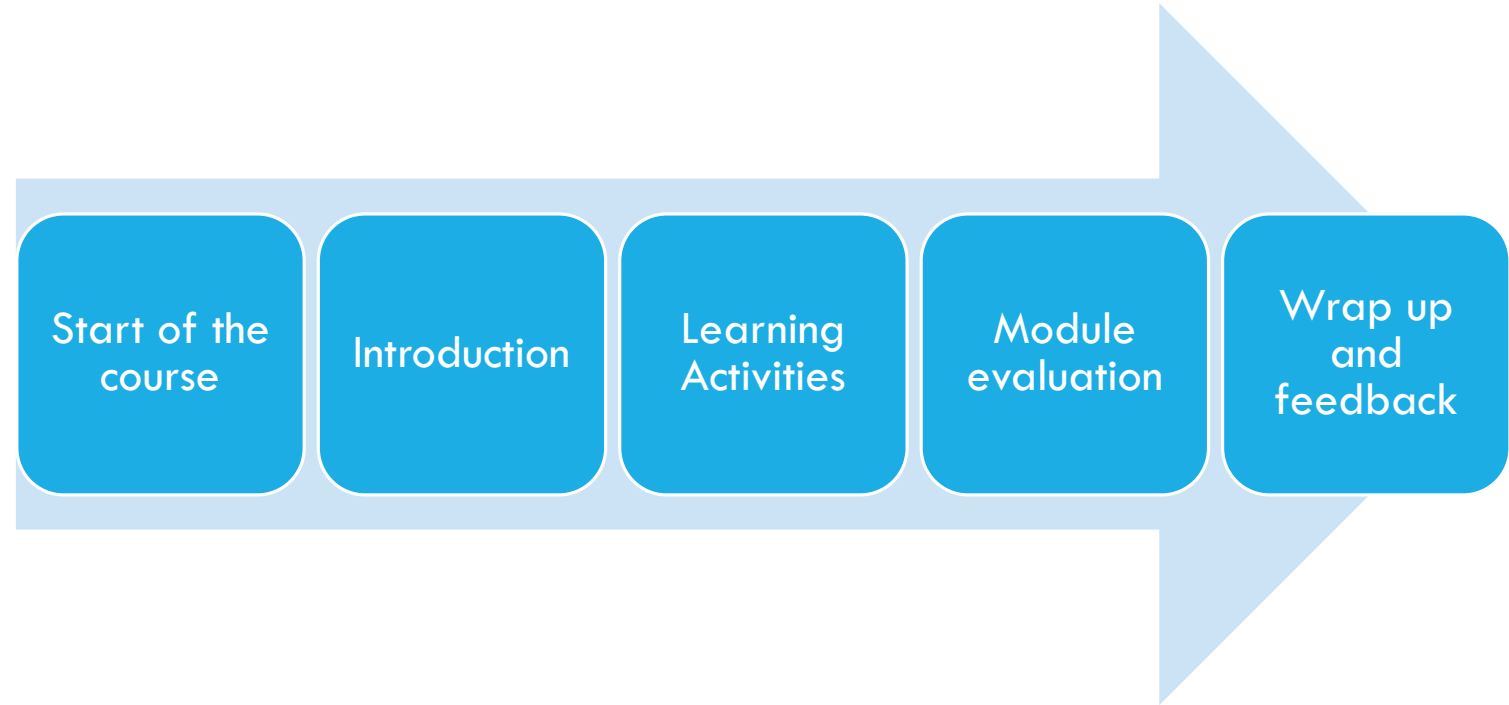 Start of the
course
Introduction
Learning
Activities
Module
evaluation
Wrap up
and
feedback